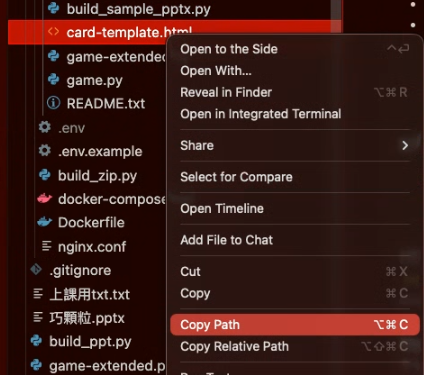 build_sample_pptx.py
card-template.html
game-extended
game.py
README.txt
.env
.env.example
build_zip.py
docker-compose
Dockerfile
nginx.conf
.gitignore
上課用txt.txt
巧顆粒.pptx
build_ppt.py
game-extended.p
Open to the Side ^⏎
Open With...
Reveal in Finder ⌥⌘ R
Open in Integrated Terminal
Share
Select for Compare
Open Timeline
Add File to Chat
Cut ⌘ X
Copy ⌘ C
Copy Path ⌥⌘ C
Copy Relative Path ⌥⇧⌘ C